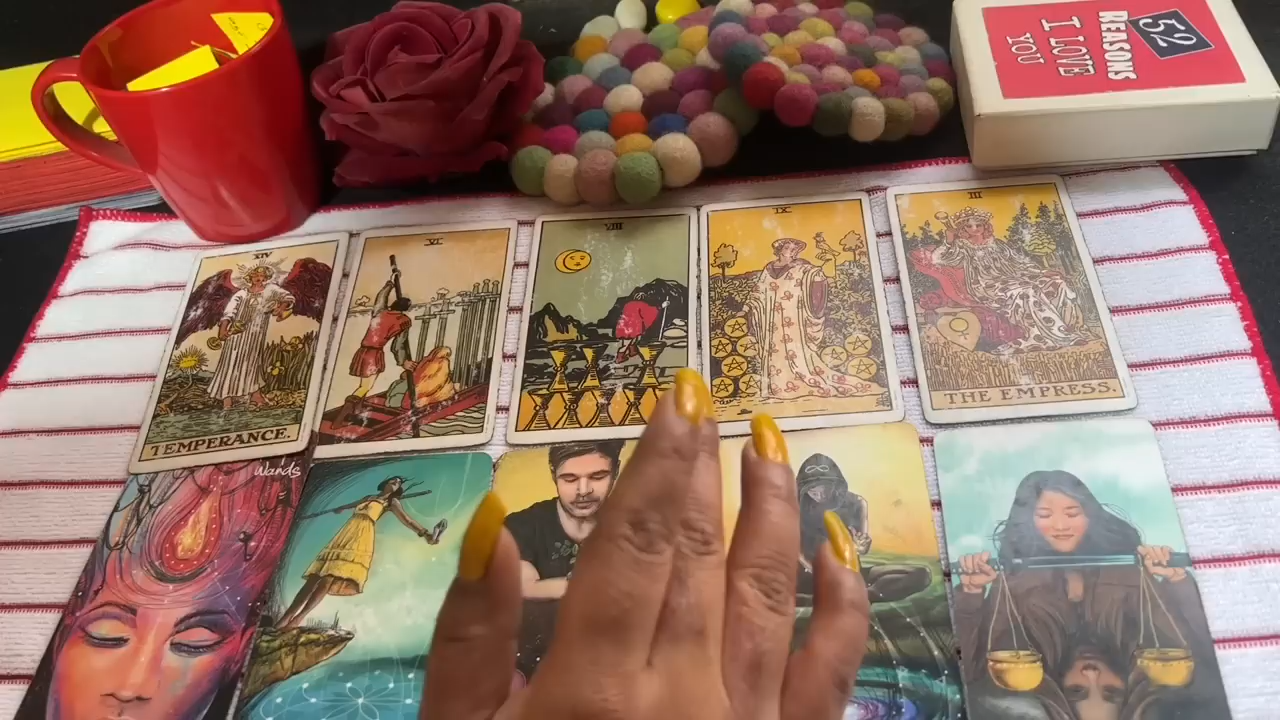 52
REASONS
I LOVE
YOU
XIV
VI
VIII
IX
III
TEMPERANCE.
THE EMPRESS.
Wands